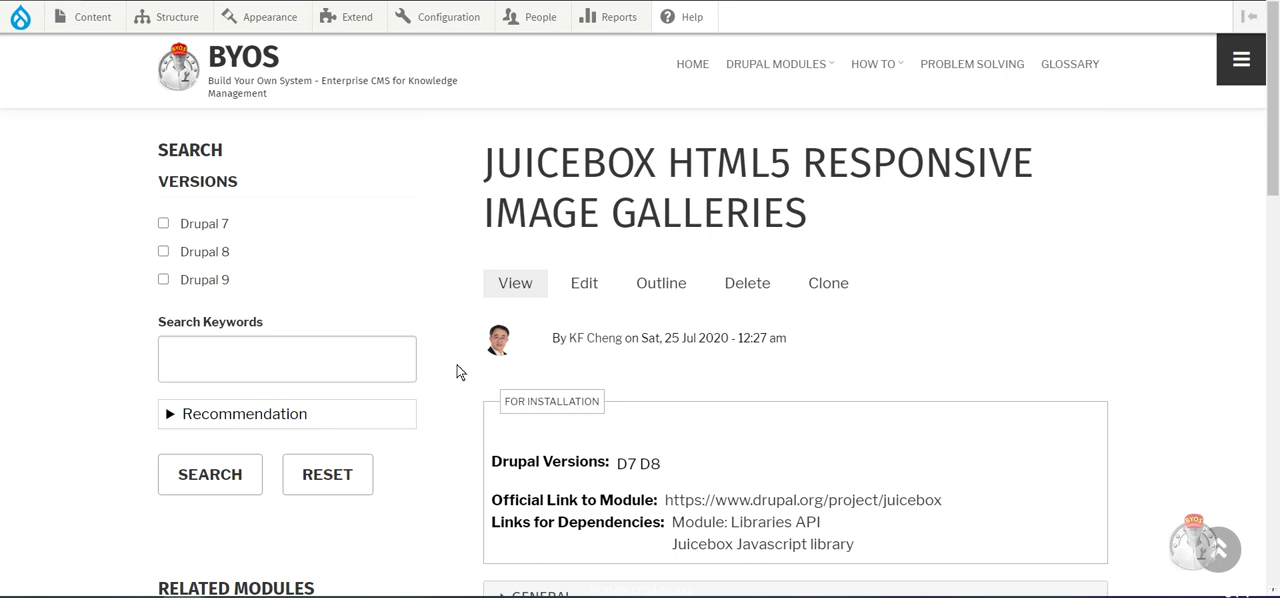 Content Structure Appearance Extend Configuration People Reports Help
BYOS
Build Your Own System - Enterprise CMS for Knowledge
Management
HOME DRUPAL MODULES HOW TO PROBLEM SOLVING GLOSSARY
SEARCH
VERSIONS
Drupal 7
Drupal 8
Drupal 9
Search Keywords
Recommendation
SEARCH RESET
RELATED MODULES
JUICEBOX HTML5 RESPONSIVE
IMAGE GALLERIES
View Edit Outline Delete Clone
By KF Cheng on Sat, 25 Jul 2020 - 12:27 am
FOR INSTALLATION
Drupal Versions: D7 D8
Official Link to Module: https://www.drupal.org/project/juicebox
Links for Dependencies: Module: Libraries API
Juicebox Javascript library
GENERAL
BYOS